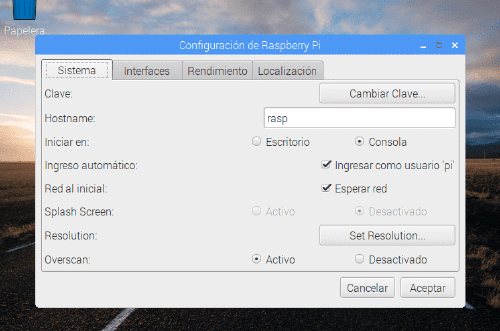 Papelera
Configuración de Raspberry Pi
Sistema Interfaces Rendimiento Localización
Clave: Cambiar Clave...
Hostname: rasp
Iniciar en: Escritorio Consola
Ingreso automático: Ingresar como usuario 'pi'
Red al inicial: Esperar red
Splash Screen: Activo Desactivado
Resolution: Set Resolution...
Overscan: Activo Desactivado
Cancelar Aceptar